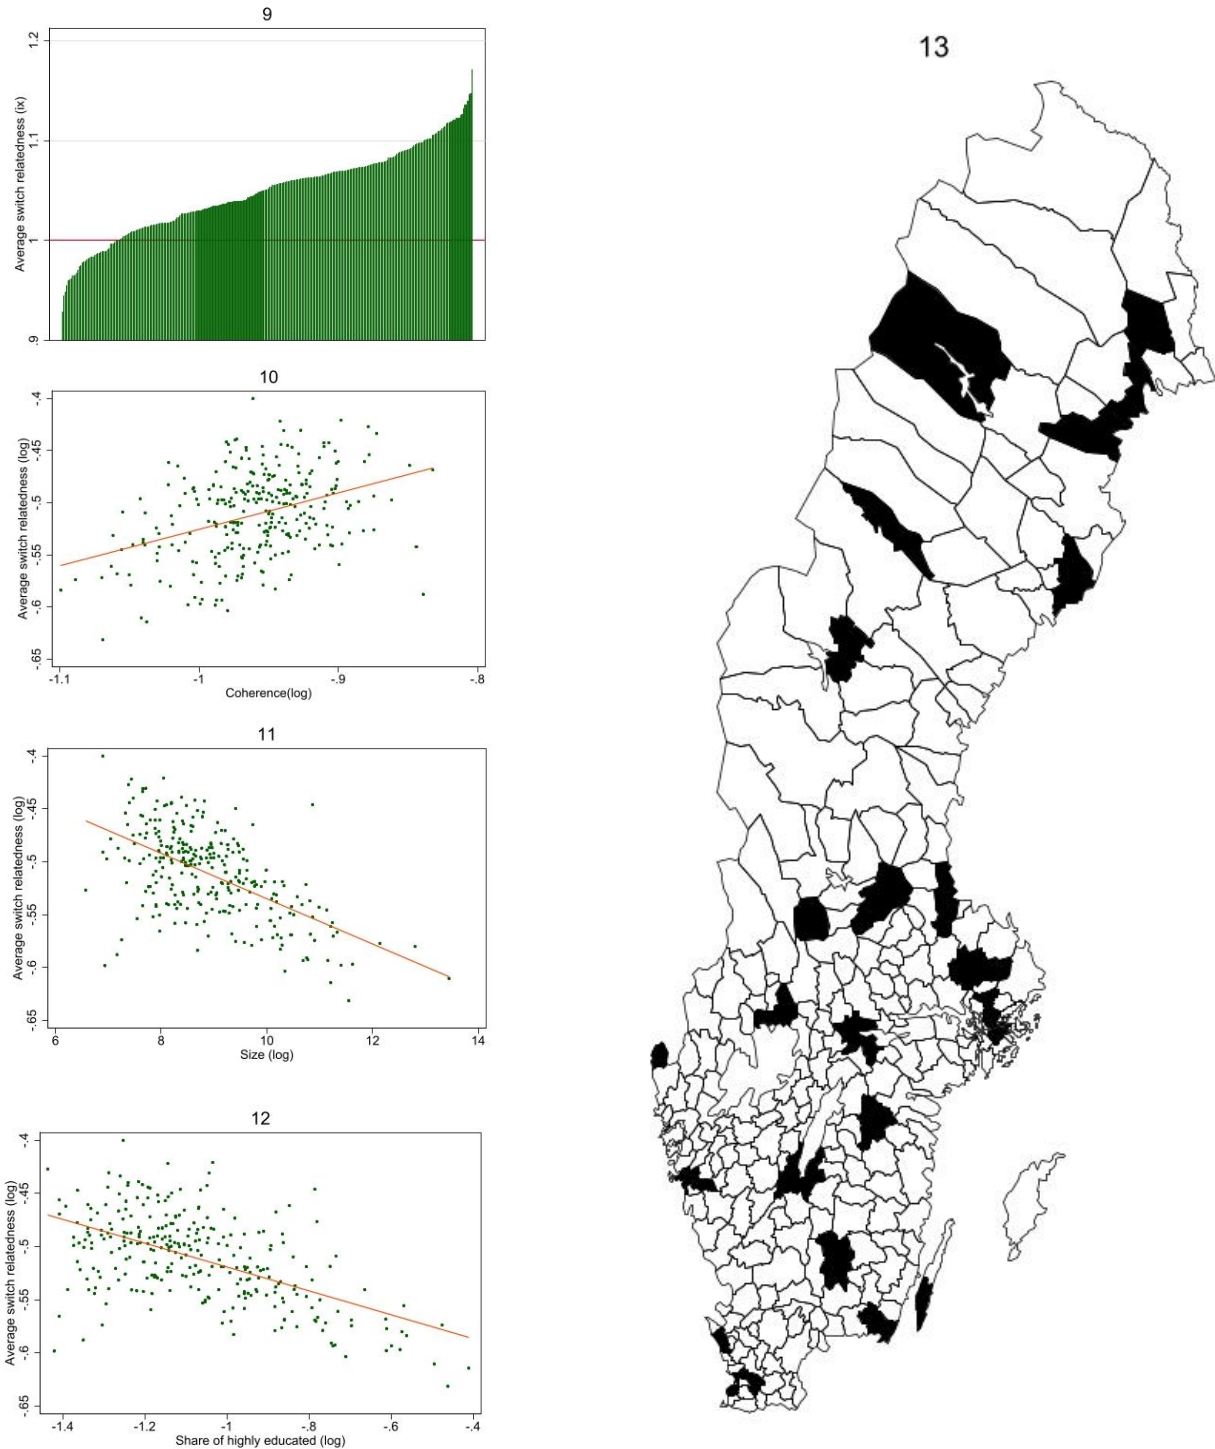 9
Average switch relatedness (ix)
1.2
1.1
1
.9
10
Average switch relatedness (log)
-.4
-.45
-.5
-.55
-.6
-.65
-1.1 -1 -.9 -.8
Coherence(log)
11
Average switch relatedness (log)
-.4
-.45
-.5
-.55
-.6
-.65
6 8 10 12 14
Size (log)
12
Average switch relatedness (log)
-.4
-.45
-.5
-.55
-.6
-.65
-1.4 -1.2 -1 -.8 -.6 -.4
Share of highly educated (log)
13